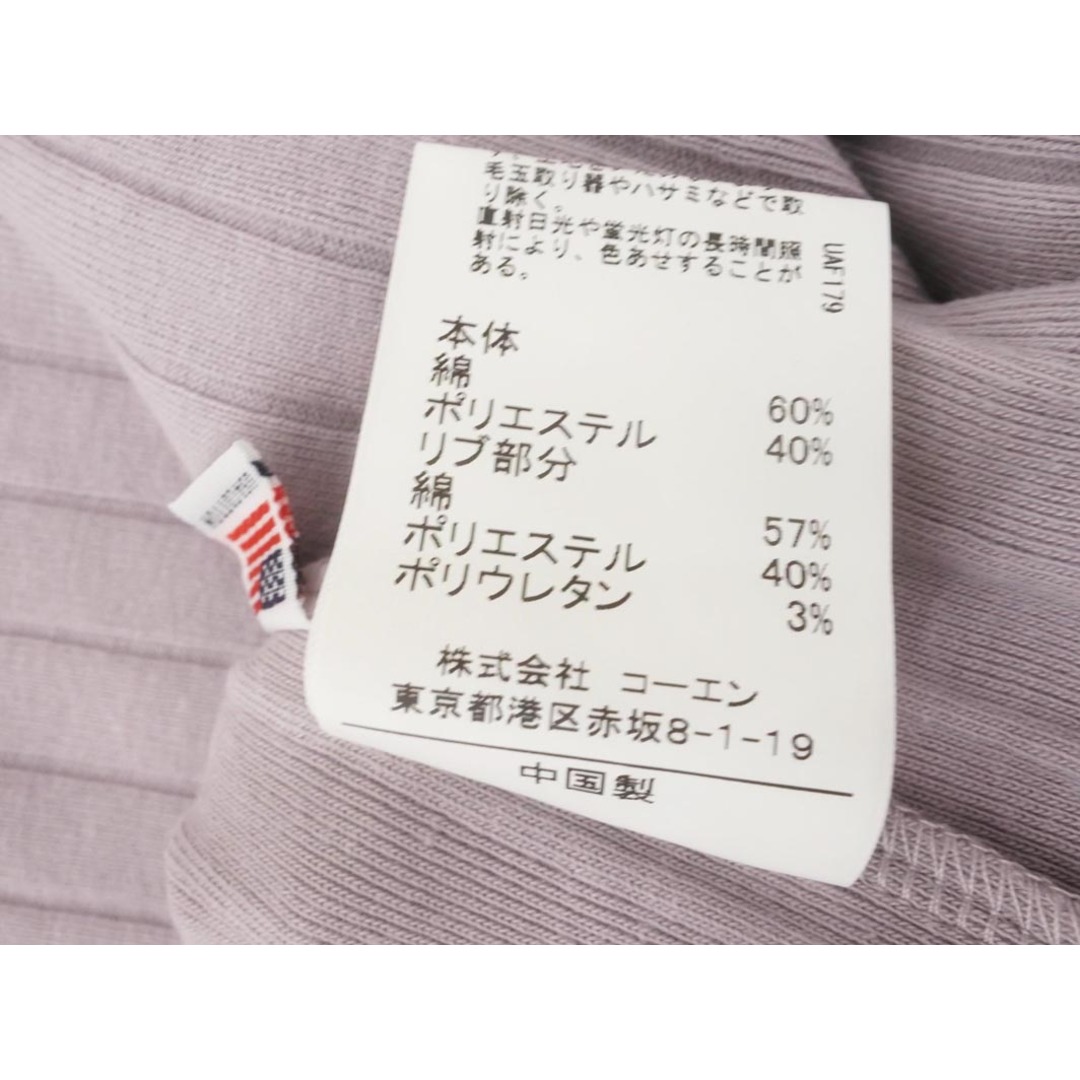 毛玉取り器やハサミなどで取
り除く。
直射日光や蛍光灯の長時間照
射により、色あせすることが
ある。
UAF179
本体
綿 60%
ポリエステル 40%
リブ部分
綿 57%
ポリエステル 40%
ポリウレタン 3%
株式会社 コーエン
東京都港区赤坂8-1-19
中国製